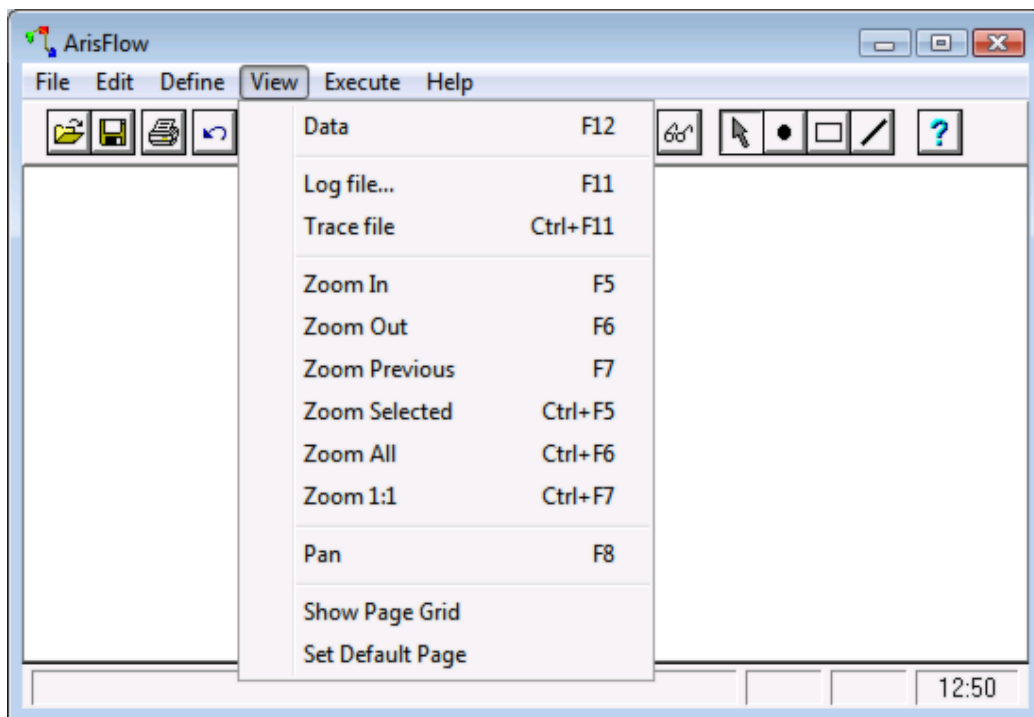 ArisFlow
File Edit Define View Execute Help
?
Data F12
Log file... F11
Trace file Ctrl+F11
Zoom In F5
Zoom Out F6
Zoom Previous F7
Zoom Selected Ctrl+F5
Zoom All Ctrl+F6
Zoom 1:1 Ctrl+F7
Pan F8
Show Page Grid
Set Default Page
12:50